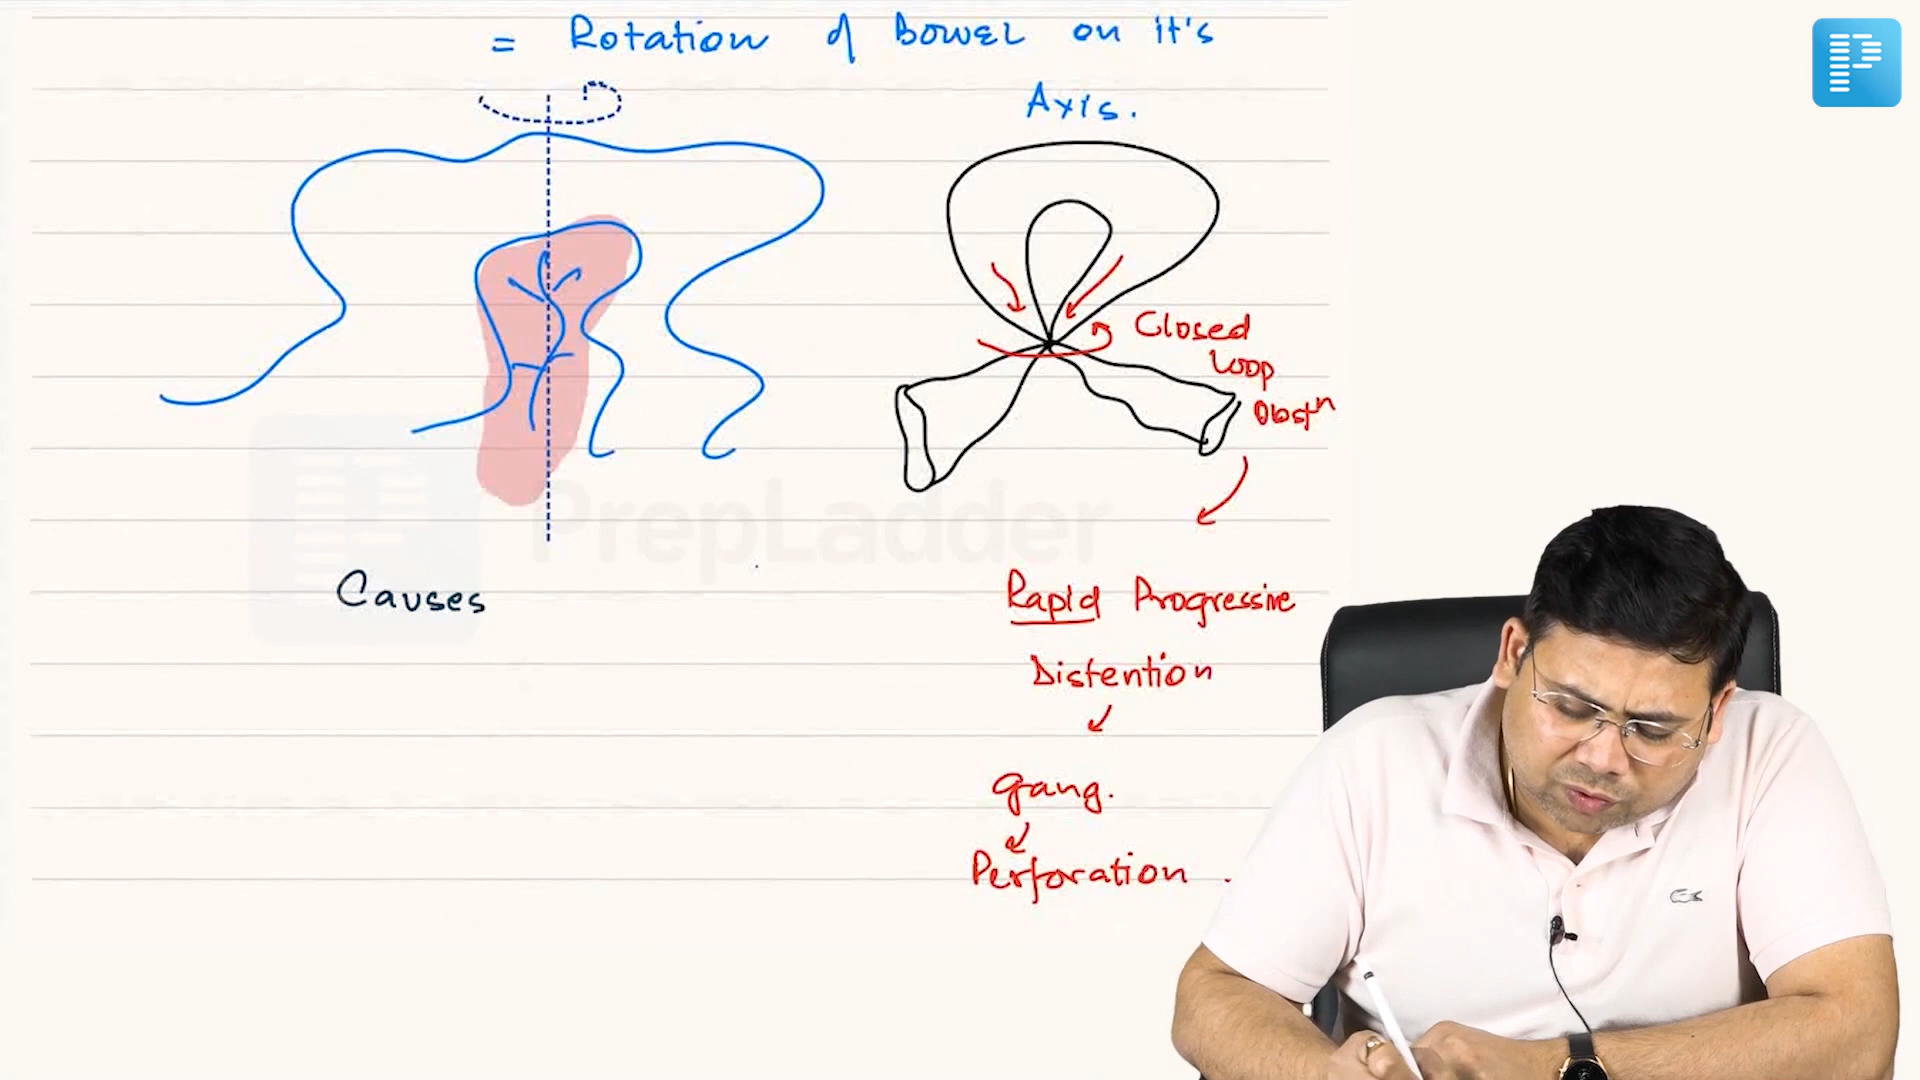 = Rotation of Bowel on it's
Axis.
Closed
Loop
Obstn
PrepLadder
Causes
Rapid Progressive
Distention
gang.
Perforation.